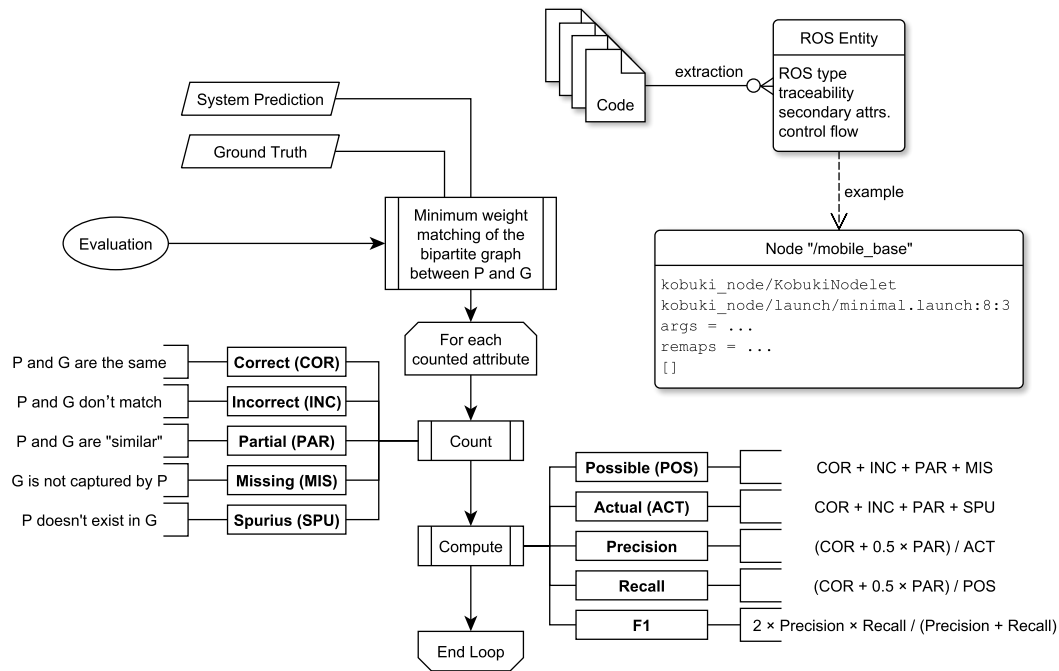 Code
extraction
ROS Entity
ROS type
traceability
secondary attrs.
control flow
example
Node "/mobile_base"
kobuki_node/KobukiNodelet
kobuki_node/launch/minimal.launch:8:3
args = ...
remaps = ...
[]
System Prediction
Ground Truth
Evaluation
Minimum weight
matching of the
bipartite graph
between P and G
For each
counted attribute
Count
P and G are the same
Correct (COR)
P and G don't match
Incorrect (INC)
P and G are "similar"
Partial (PAR)
G is not captured by P
Missing (MIS)
P doesn't exist in G
Spurius (SPU)
Compute
Possible (POS)
COR + INC + PAR + MIS
Actual (ACT)
COR + INC + PAR + SPU
Precision
(COR + 0.5 × PAR) / ACT
Recall
(COR + 0.5 × PAR) / POS
F1
2 × Precision × Recall / (Precision + Recall)
End Loop